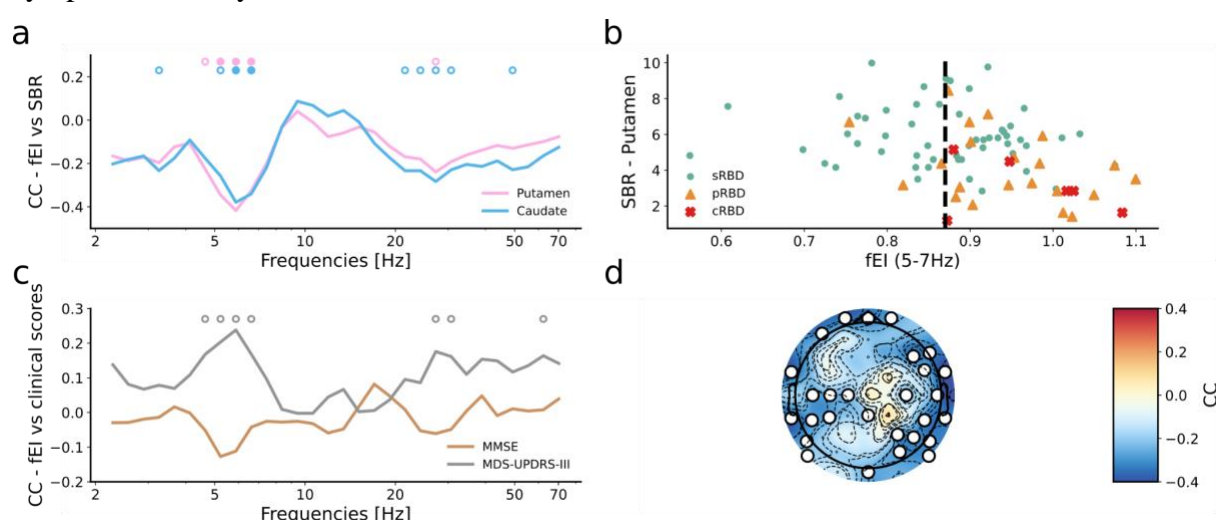 a
CC - fEI vs SBR
0.2
0.0
−0.2
−0.4
Putamen
Caudate
2
5
10
20
50
70
Frequencies [Hz]
b
SBR - Putamen
10
8
6
4
2
sRBD
pRBD
cRBD
0.6
0.7
0.8
0.9
1.0
1.1
fEI (5-7Hz)
c
CC - fEI vs clinical scores
0.3
0.2
0.1
0.0
−0.1
−0.2
MMSE
MDS-UPDRS-III
2
5
10
20
50
70
Frequencies [Hz]
d
0.4
0.2
0.0
−0.2
−0.4
CC